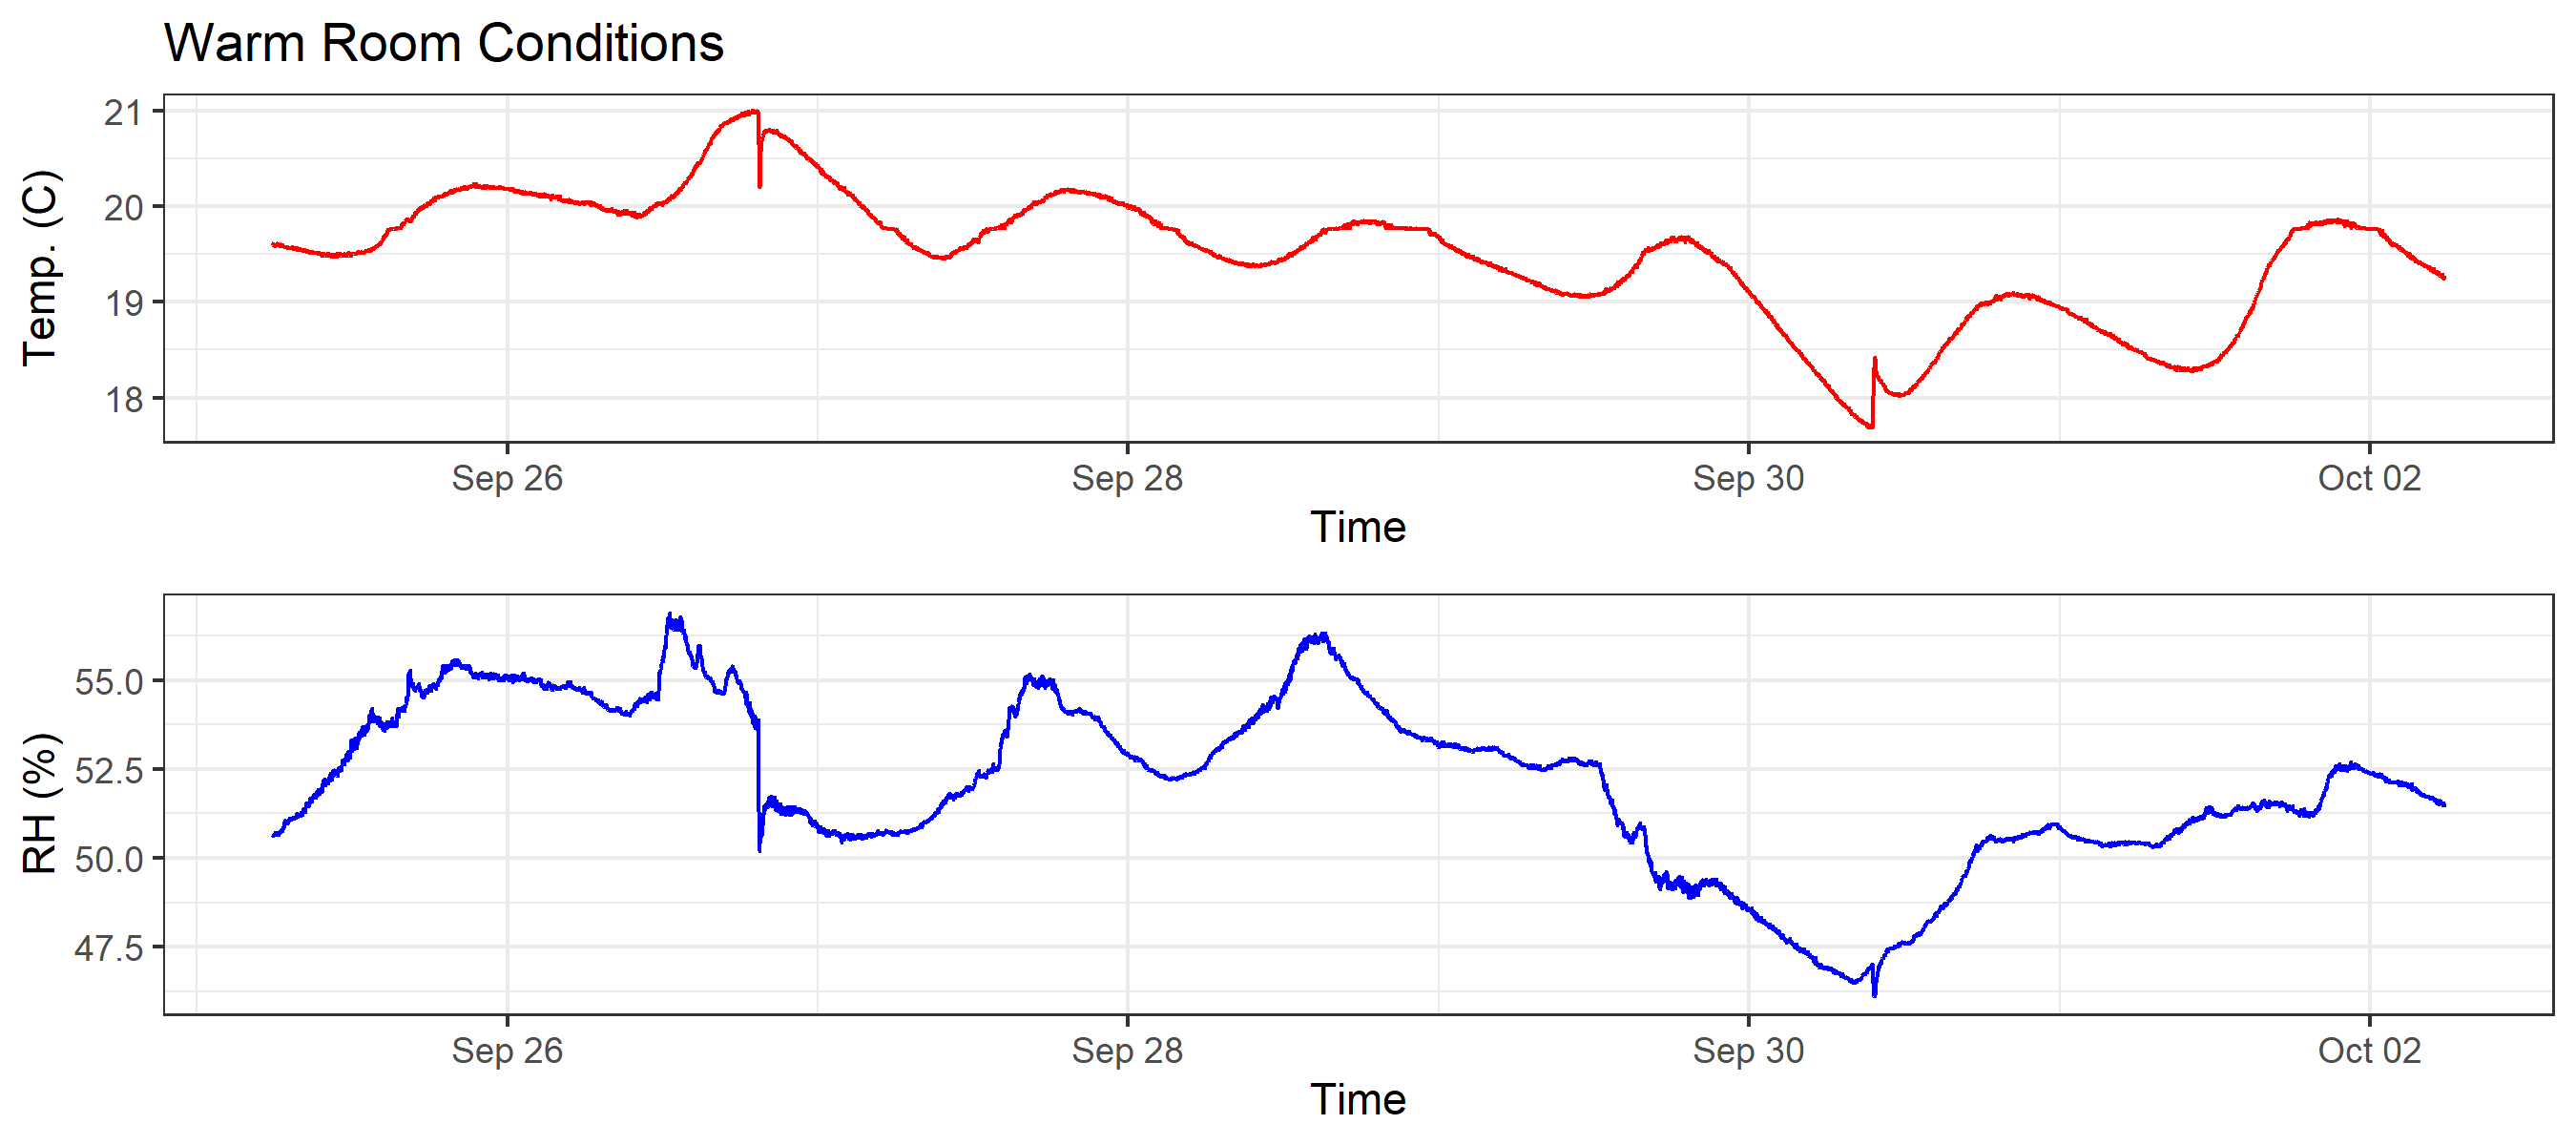 Warm Room Conditions
21
20
19
18
Temp. (C)
Sep 26 Sep 28 Sep 30 Oct 02
Time
55.0
52.5
50.0
47.5
RH (%)
Sep 26 Sep 28 Sep 30 Oct 02
Time